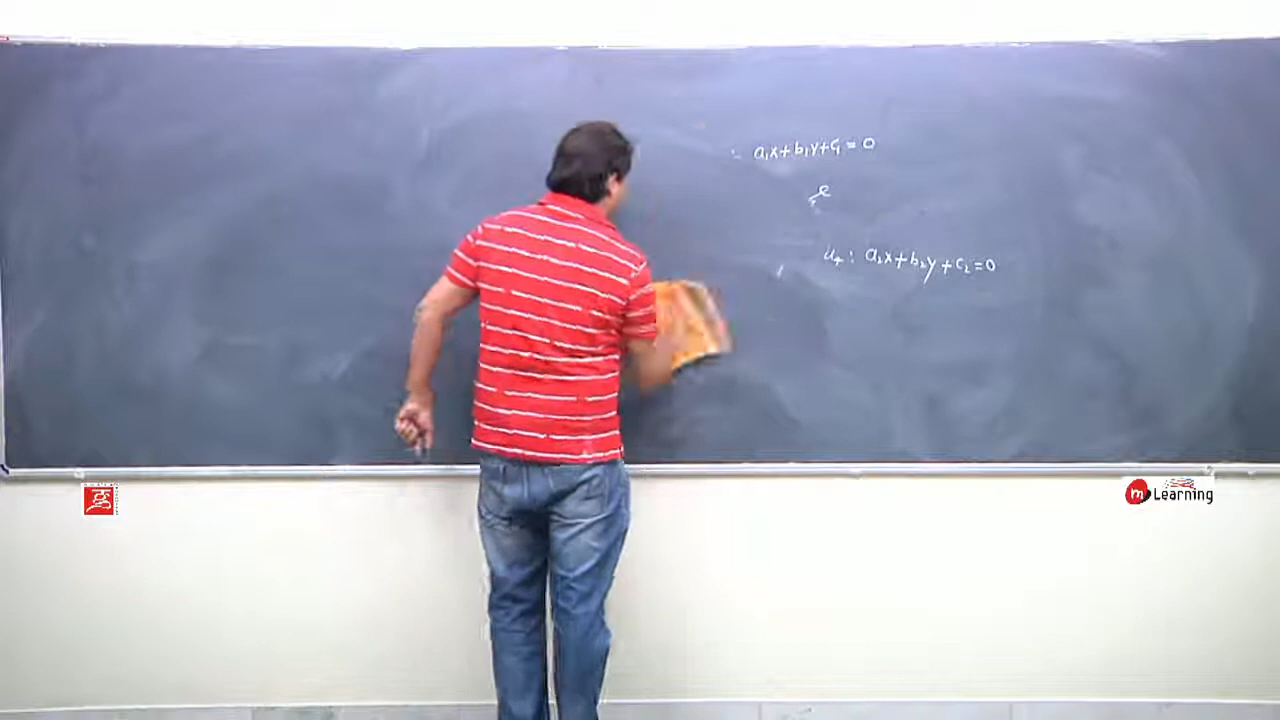 : a₁x+b₁y+c₁ = 0
&
u₂ : a₂x+b₂y+c₂=0
m Learning